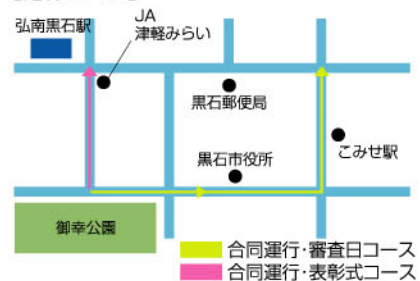 弘南黒石駅
JA
津軽みらい
黒石郵便局
こみせ駅
黒石市役所
御幸公園
合同運行・審査日コース
合同運行・表彰式コース